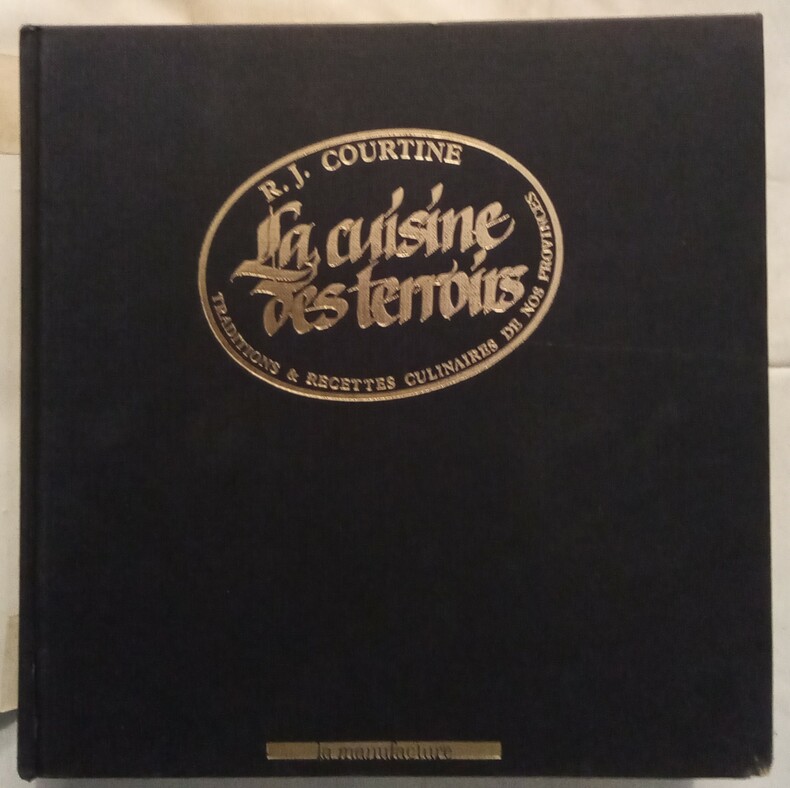 R. J. COURTINE
La cuisine
des terroirs
TRADITIONS & RECETTES CULINAIRES DE NOS PROVINCES
la manufacture